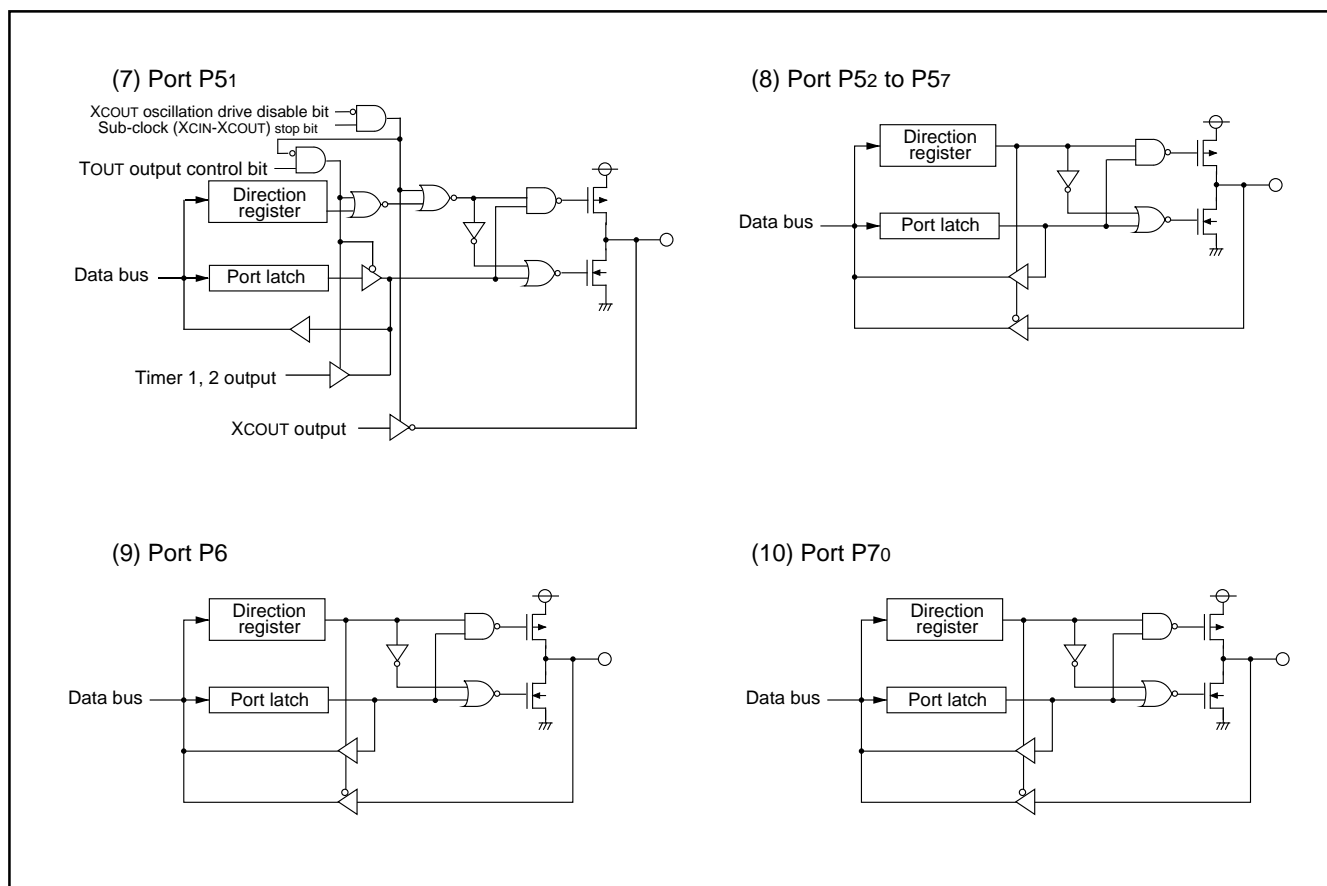 (7) Port P51
XCOUT oscillation drive disable bit
Sub-clock (XCIN-XCOUT) stop bit
TOUT output control bit
Direction
register
Data bus
Port latch
Timer 1, 2 output
XCOUT output
(8) Port P52 to P57
Direction
register
Data bus
Port latch
(9) Port P6
Direction
register
Data bus
Port latch
(10) Port P70
Direction
register
Data bus
Port latch